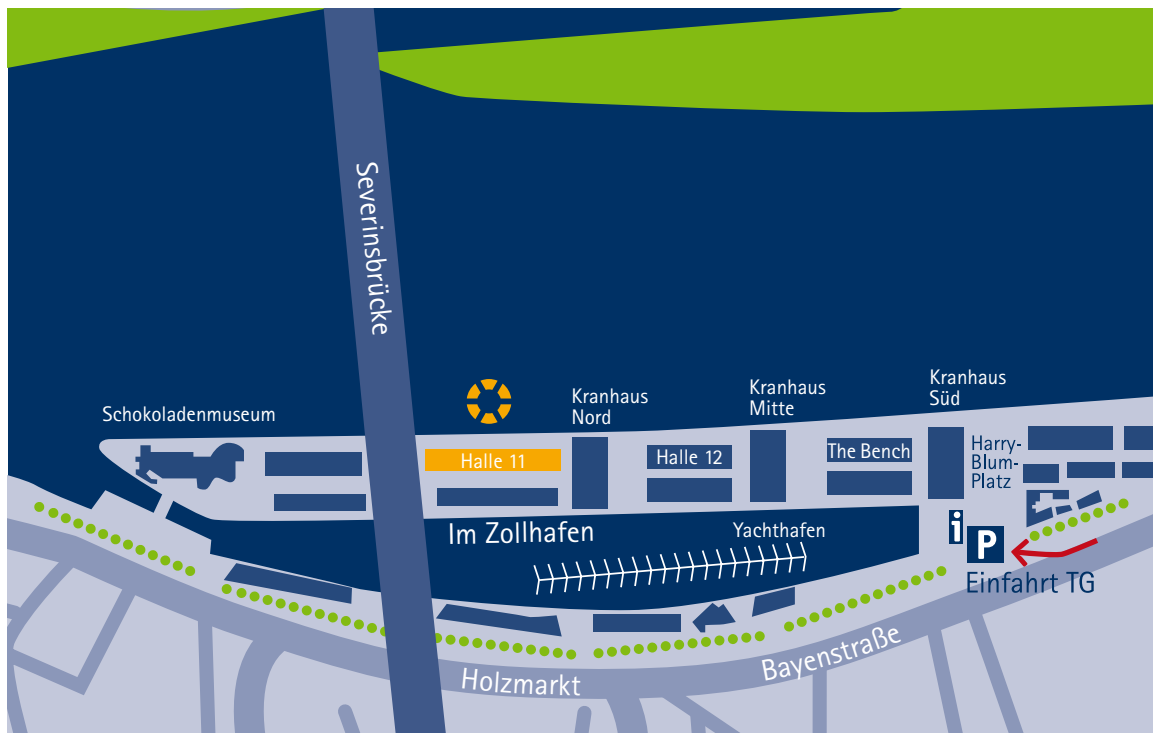 Severinsbrücke
Schokoladenmuseum
Kranhaus
Nord
Kranhaus
Mitte
Kranhaus
Süd
Halle 11
Halle 12
The Bench
Harry-
Blum-
Platz
Im Zollhafen
Yachthafen
i
P
Einfahrt TG
Holzmarkt
Bayenstraße